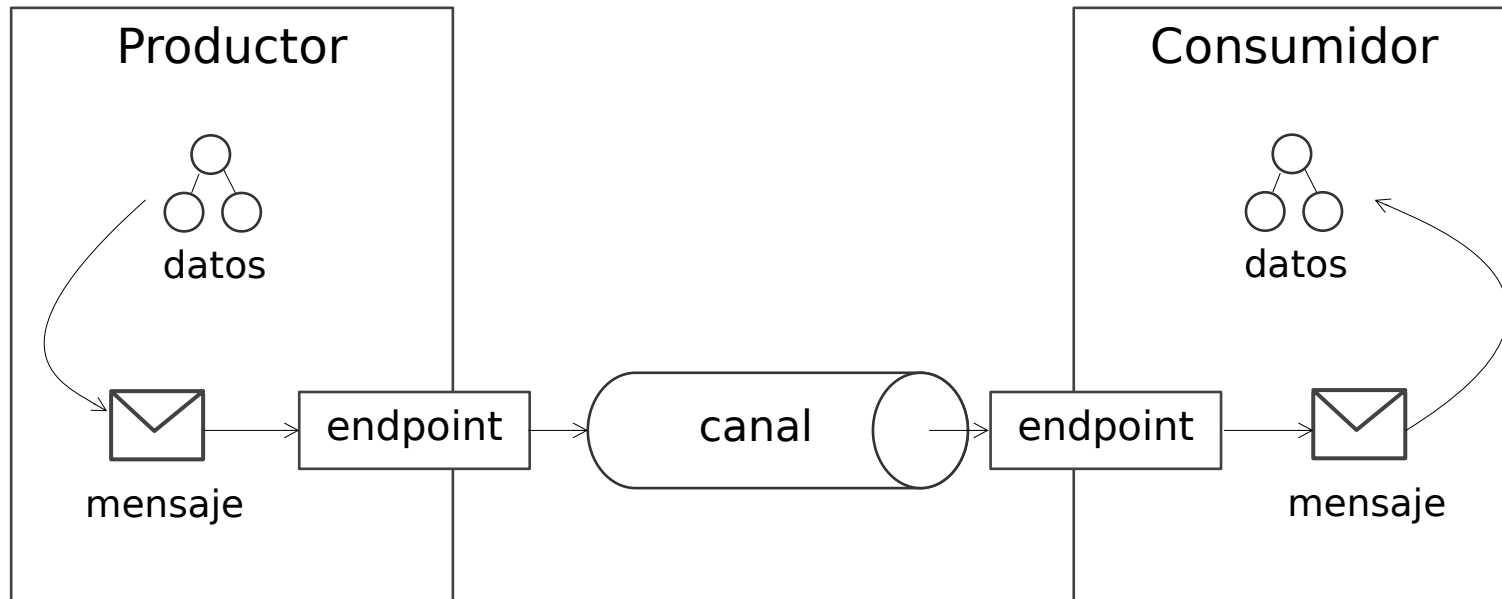 Productor
Consumidor
datos
datos
endpoint
canal
endpoint
mensaje
mensaje